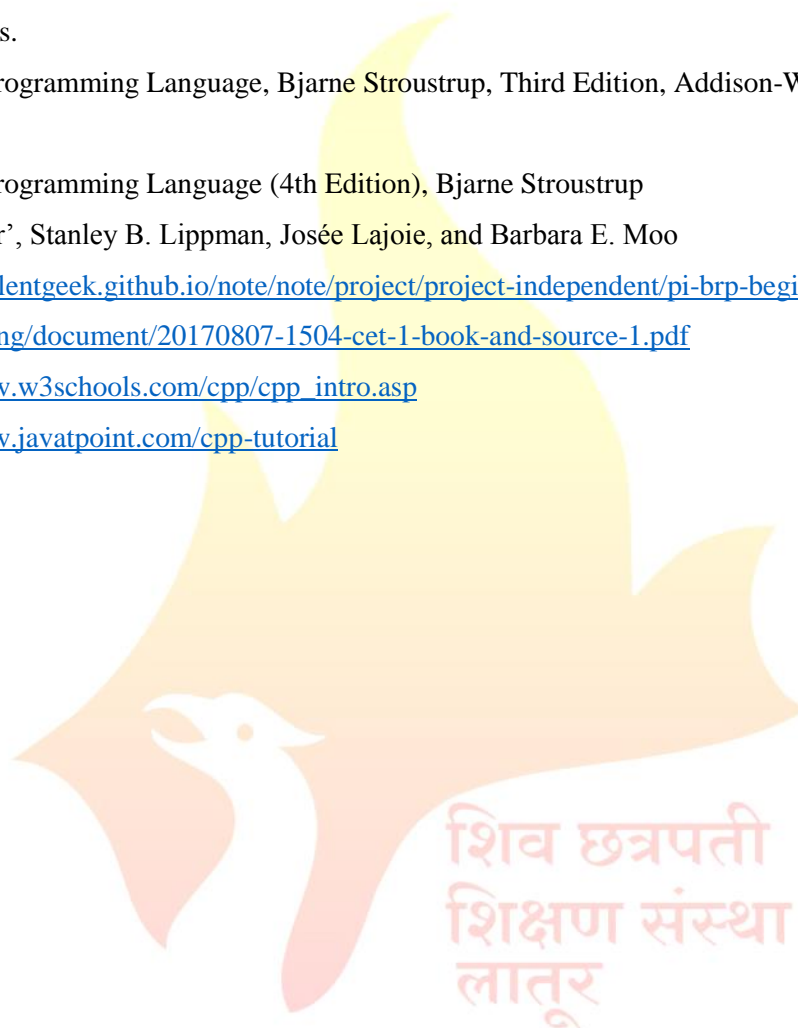 s.
rogramming Language, Bjarne Stroustrup, Third Edition, Addison-W
rogramming Language (4th Edition), Bjarne Stroustrup
r’, Stanley B. Lippman, Josée Lajoie, and Barbara E. Moo
lentgeek.github.io/note/note/project/project-independent/pi-brp-begi
ng/document/20170807-1504-cet-1-book-and-source-1.pdf
w.w3schools.com/cpp/cpp_intro.asp
w.javatpoint.com/cpp-tutorial
शिव छत्रपती
शिक्षण संस्था
लातूर